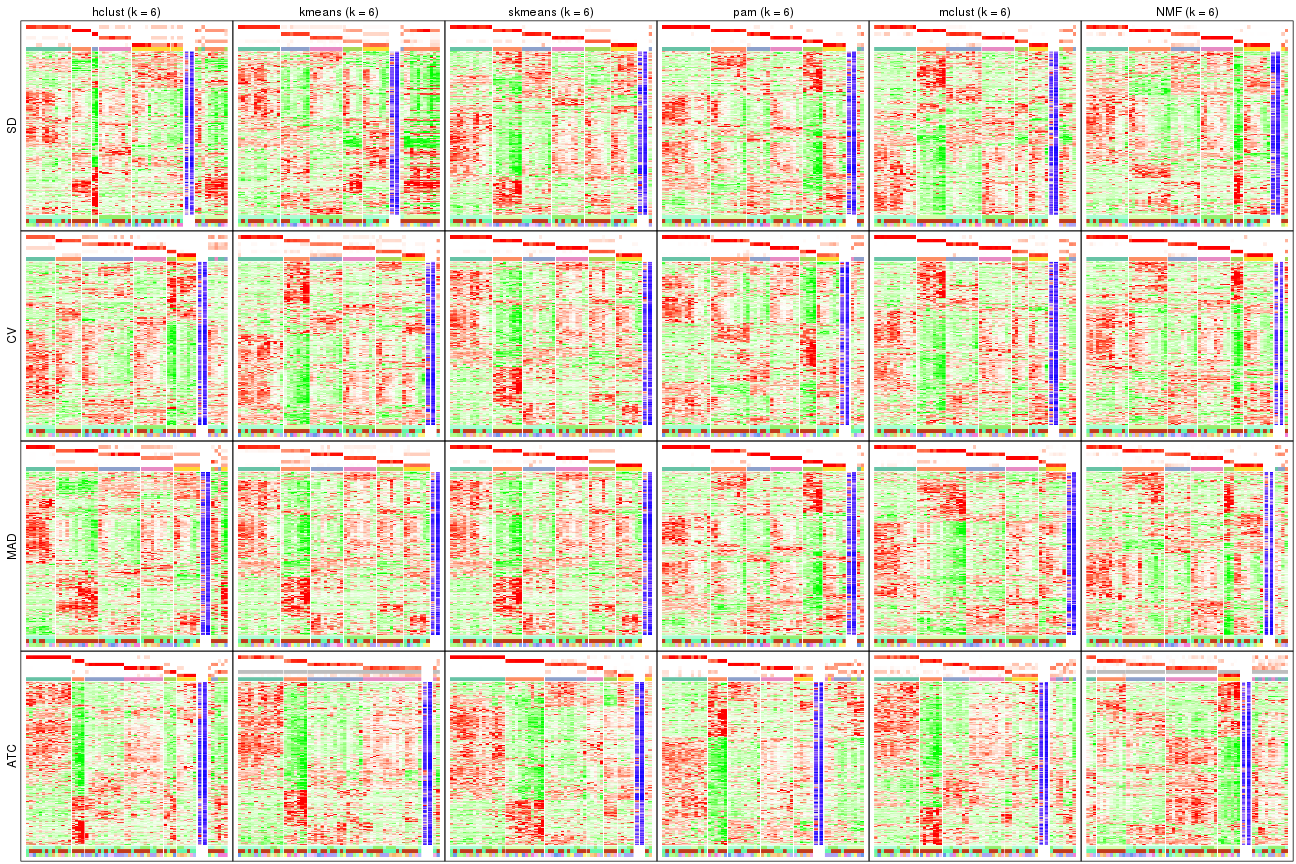 hclust (k = 6)
kmeans (k = 6)
skmeans (k = 6)
pam (k = 6)
mclust (k = 6)
NMF (k = 6)
SD
CV
MAD
ATC